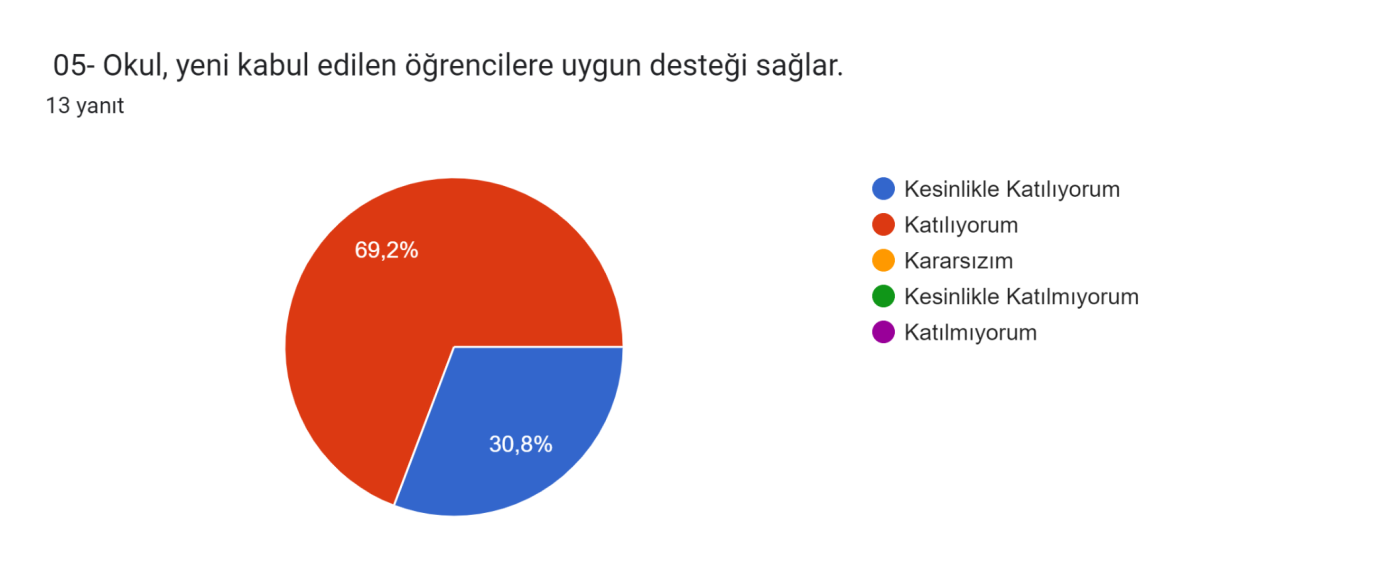 05- Okul, yeni kabul edilen öğrencilere uygun desteği sağlar.
13 yanıt
69,2%
30,8%
Kesinlikle Katılıyorum
Katılıyorum
Kararsızım
Kesinlikle Katılmıyorum
Katılmıyorum